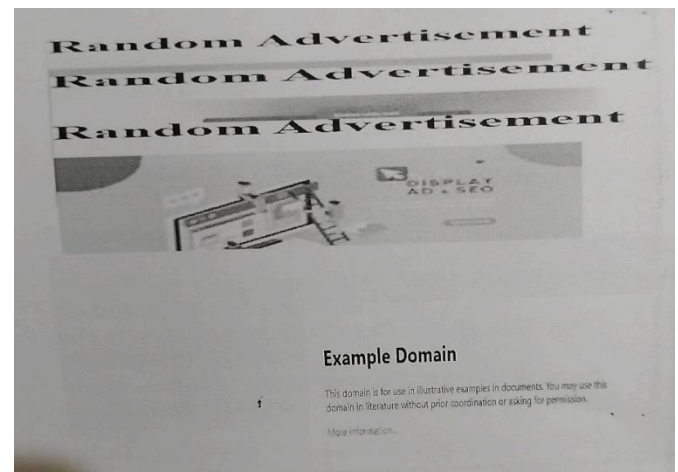 Random Advertisement
Random Advertisement
Random Advertisement
DISPLAY
AD + SEO
Example Domain
This domain is for use in illustrative examples in documents. You may use this
domain in literature without prior coordination or asking for permission.
More information...
1